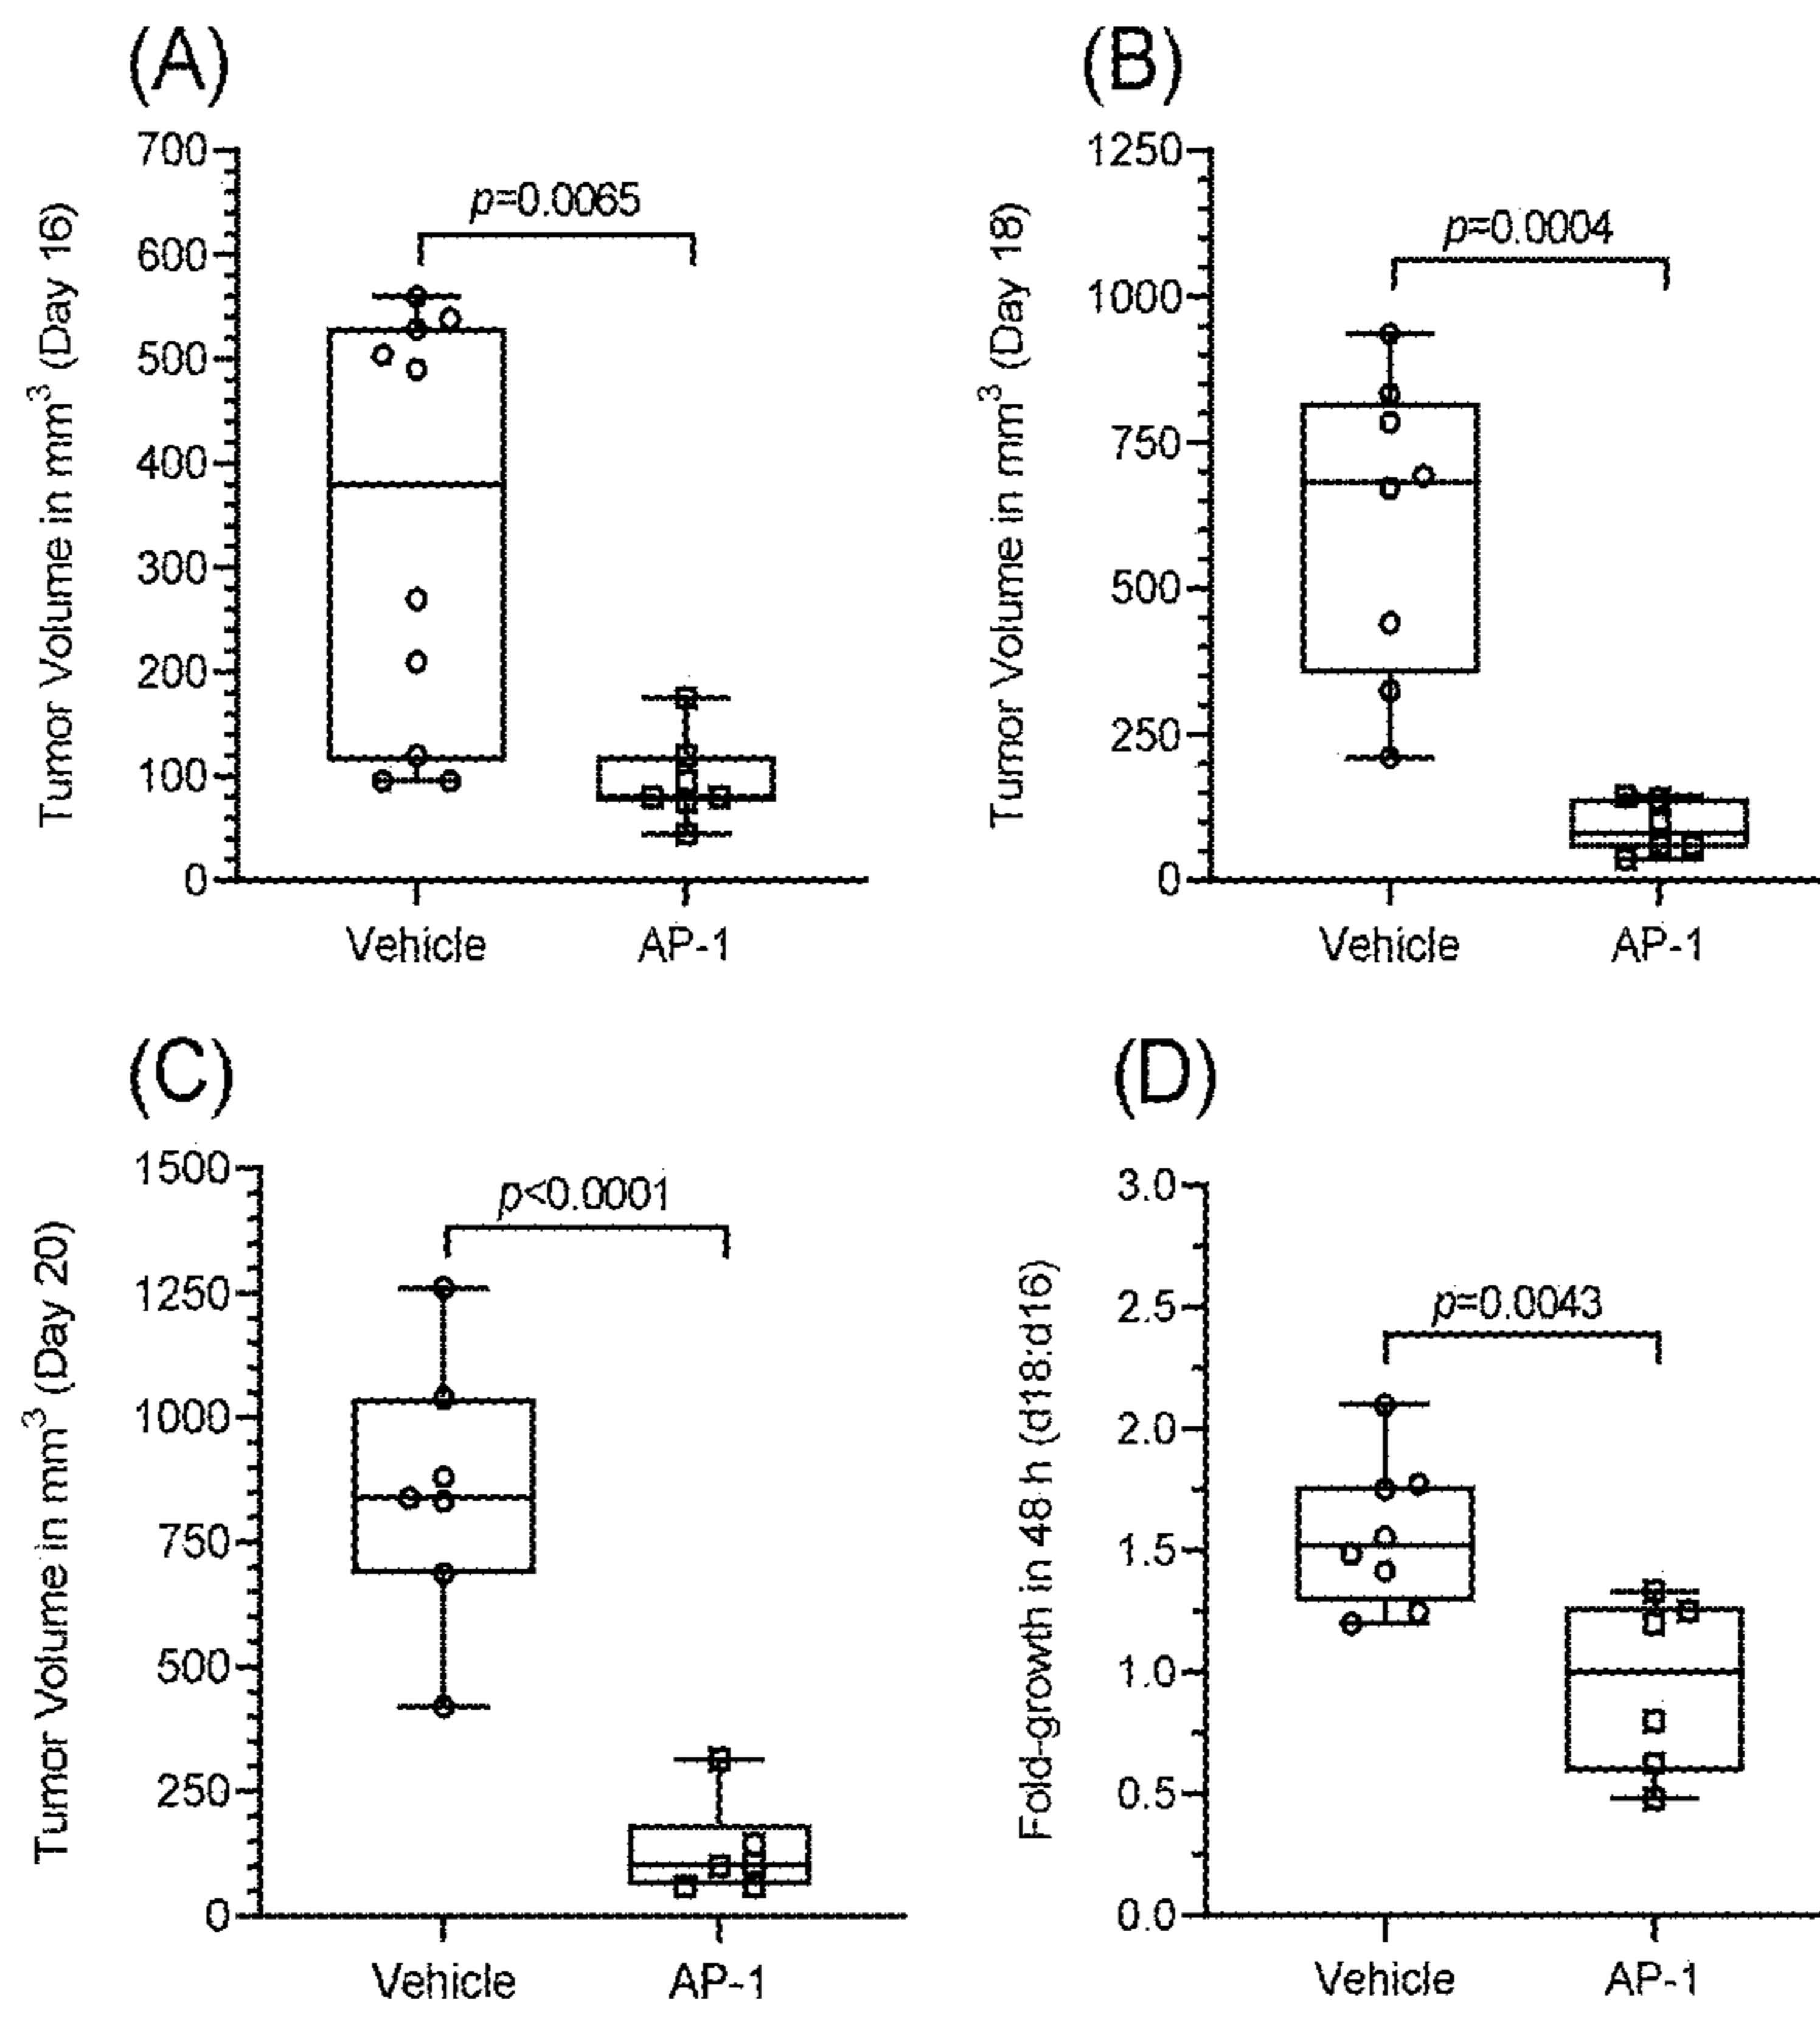 (A)
Tumor Volume in mm³ (Day 16)
700
600
500
400
300
200
100
0
p=0.0065
Vehicle
AP-1
(B)
Tumor Volume in mm³ (Day 18)
1250
1000
750
500
250
0
p=0.0004
Vehicle
AP-1
(C)
Tumor Volume in mm³ (Day 20)
1500
1250
1000
750
500
250
0
p<0.0001
Vehicle
AP-1
(D)
Fold-growth in 48 h (d18:d16)
3.0
2.5
2.0
1.5
1.0
0.5
0.0
p=0.0043
Vehicle
AP-1